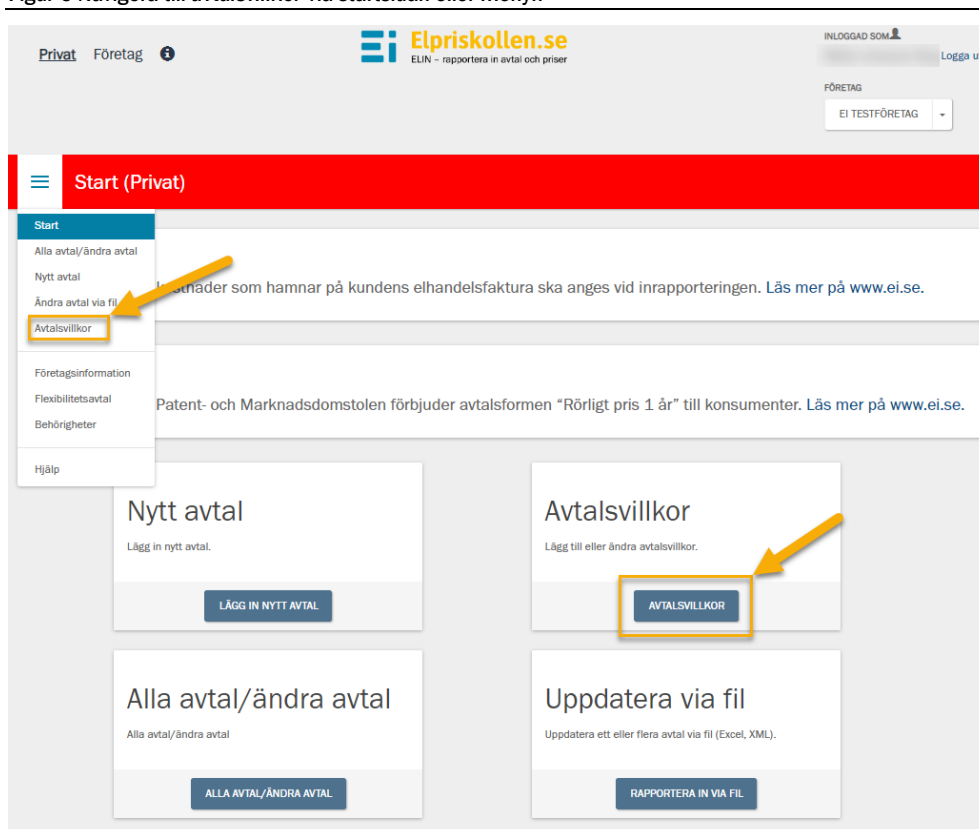 Privat Företag
Ei Elpriskollen.se
ELIN – rapportera in avtal och priser
INLOGGAD SOM
Logga u
FÖRETAG
EI TESTFÖRETAG
Start (Privat)
Start
Alla avtal/ändra avtal
Nytt avtal
Ändra avtal via fil
Avtalsvillkor
Företagsinformation
Flexibilitetsavtal
Behörigheter
Hjälp
som hamnar på kundens elhandelsfaktura ska anges vid inrapporteringen. Läs mer på www.ei.se.
Patent- och Marknadsdomstolen förbjuder avtalsformen “Rörligt pris 1 år” till konsumenter. Läs mer på www.ei.se.
Nytt avtal
Lägg in nytt avtal.
LÄGG IN NYTT AVTAL
Avtalsvillkor
Lägg till eller ändra avtalsvillkor.
AVTALSVILLKOR
Alla avtal/ändra avtal
Alla avtal/ändra avtal
ALLA AVTAL/ÄNDRA AVTAL
Uppdatera via fil
Uppdatera ett eller flera avtal via fil (Excel, XML).
RAPPORTERA IN VIA FIL